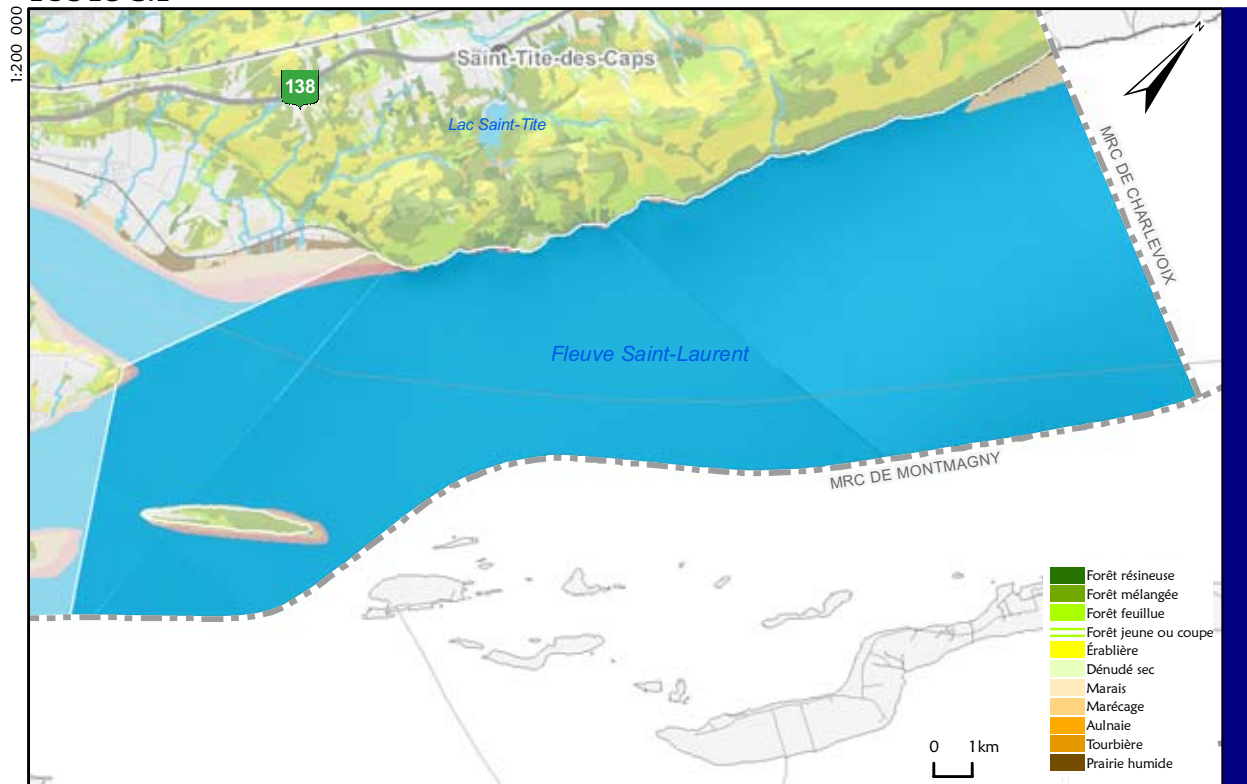 1:200 000
Saint-Tite-des-Caps
138
Lac Saint-Tite
N
MRC DE CHARLEVOIX
Fleuve Saint-Laurent
MRC DE MONTMAGNY
Forêt résineuse
Forêt mélangée
Forêt feuillue
Forêt jeune ou coupe
Érablière
Dénudé sec
Marais
Marécage
Aulnaie
Tourbière
Prairie humide
0 1km